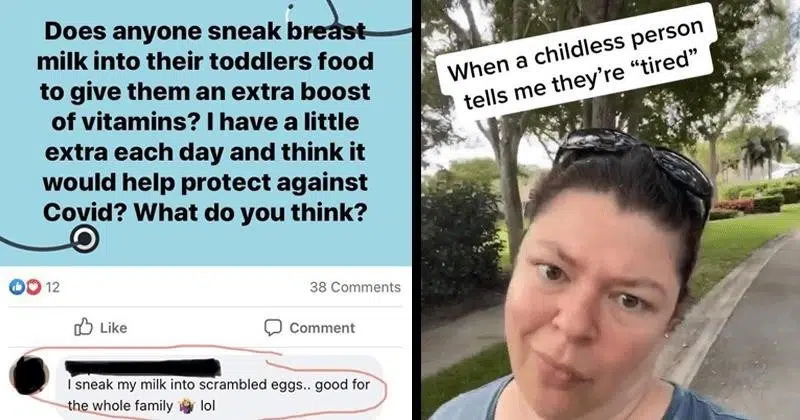 Does anyone sneak breast
milk into their toddlers food
to give them an extra boost
of vitamins? I have a little
extra each day and think it
would help protect against
Covid? What do you think?
12
38 Comments
Like
Comment
I sneak my milk into scrambled eggs.. good for
the whole family 🤷‍♀️ lol
When a childless person
tells me they're “tired”